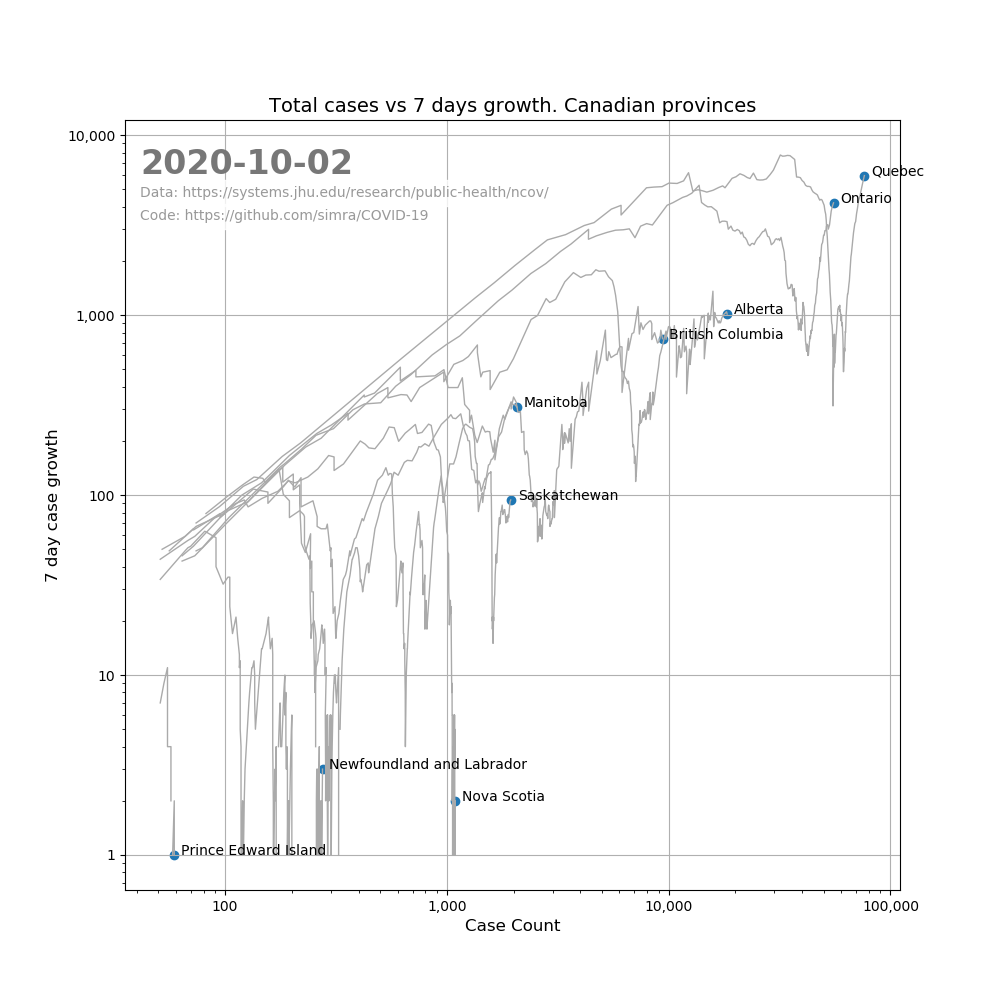 Total cases vs 7 days growth. Canadian provinces
10,000
2020-10-02
Data: https://systems.jhu.edu/research/public-health/ncov/
Code: https://github.com/simra/COVID-19
Quebec
Ontario
1,000
Alberta
British Columbia
Manitoba
100
Saskatchewan
7 day case growth
10
Newfoundland and Labrador
Nova Scotia
1
Prince Edward Island
100
1,000
10,000
100,000
Case Count